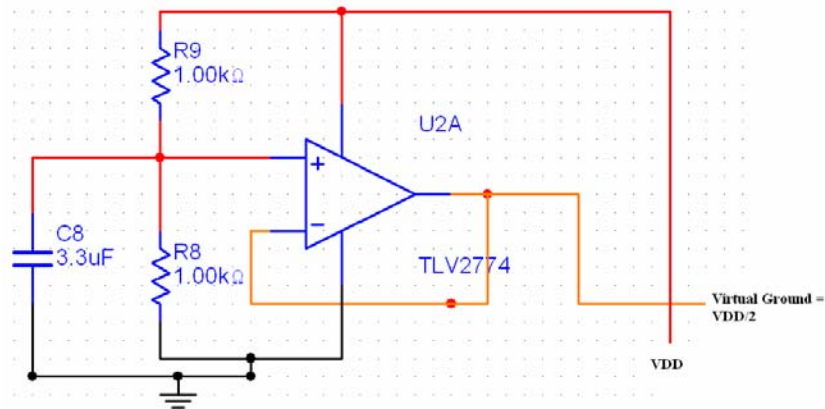 R9
1.00kΩ
U2A
+
−
C8
3.3uF
R8
1.00kΩ
TLV2774
Virtual Ground =
VDD/2
VDD